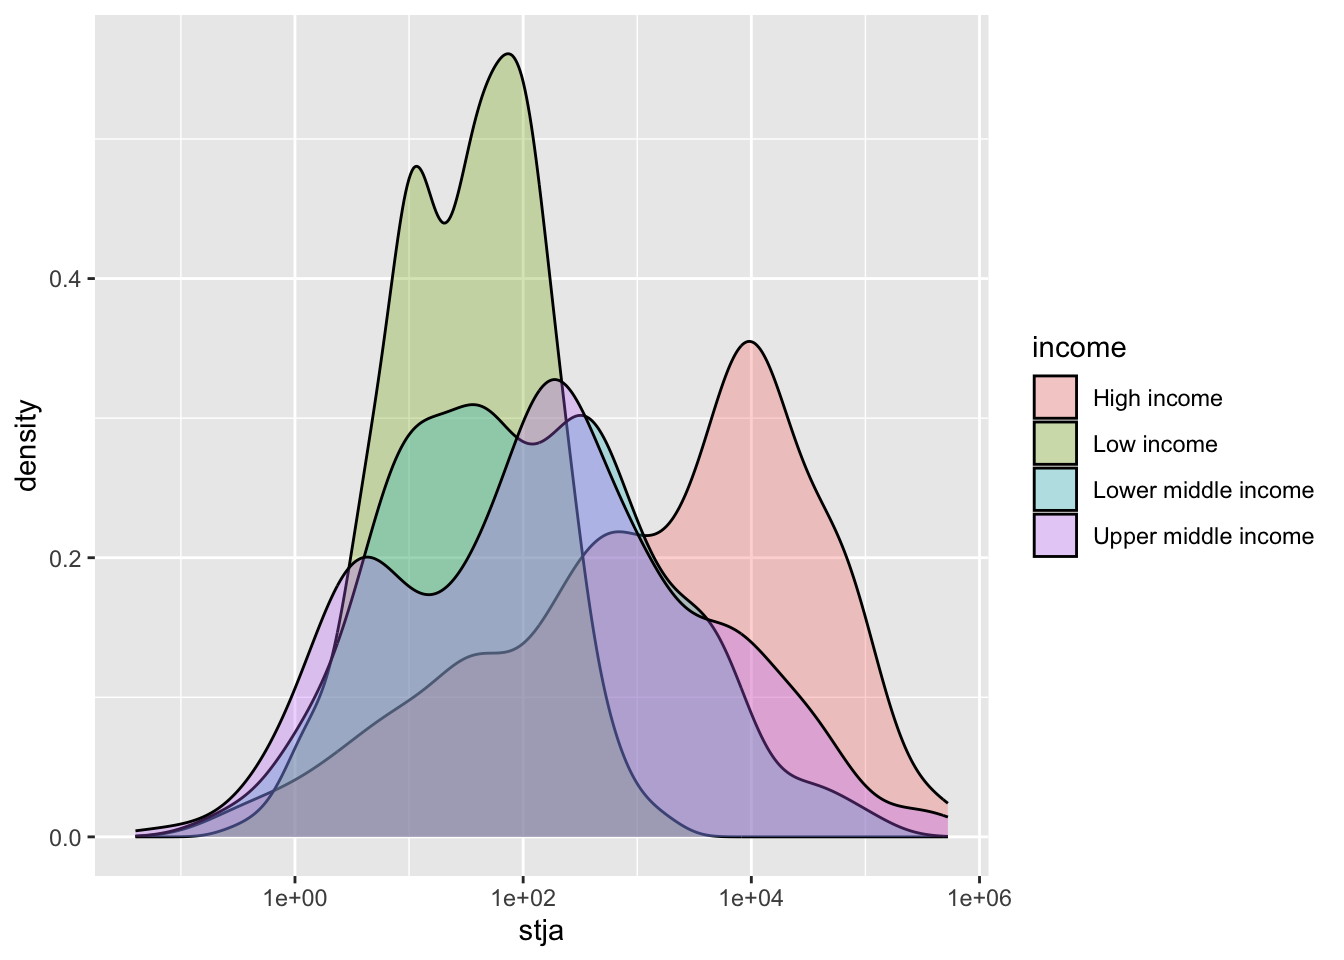 density
0.4
0.2
0.0
1e+00
1e+02
1e+04
1e+06
stja
income
High income
Low income
Lower middle income
Upper middle income